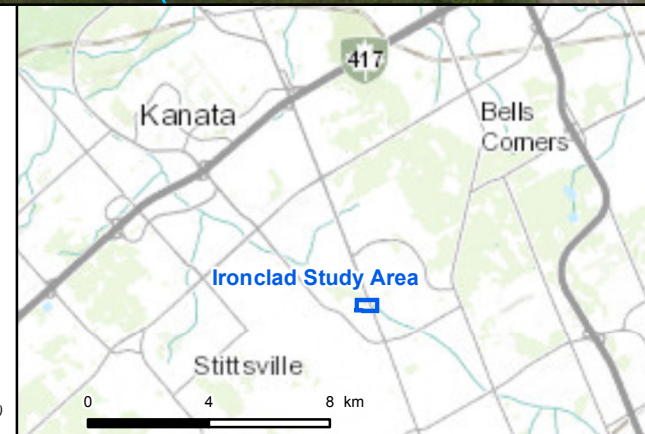 417
Kanata
Bells
Corners
Ironclad Study Area
Stittsville
0 4 8 km
)